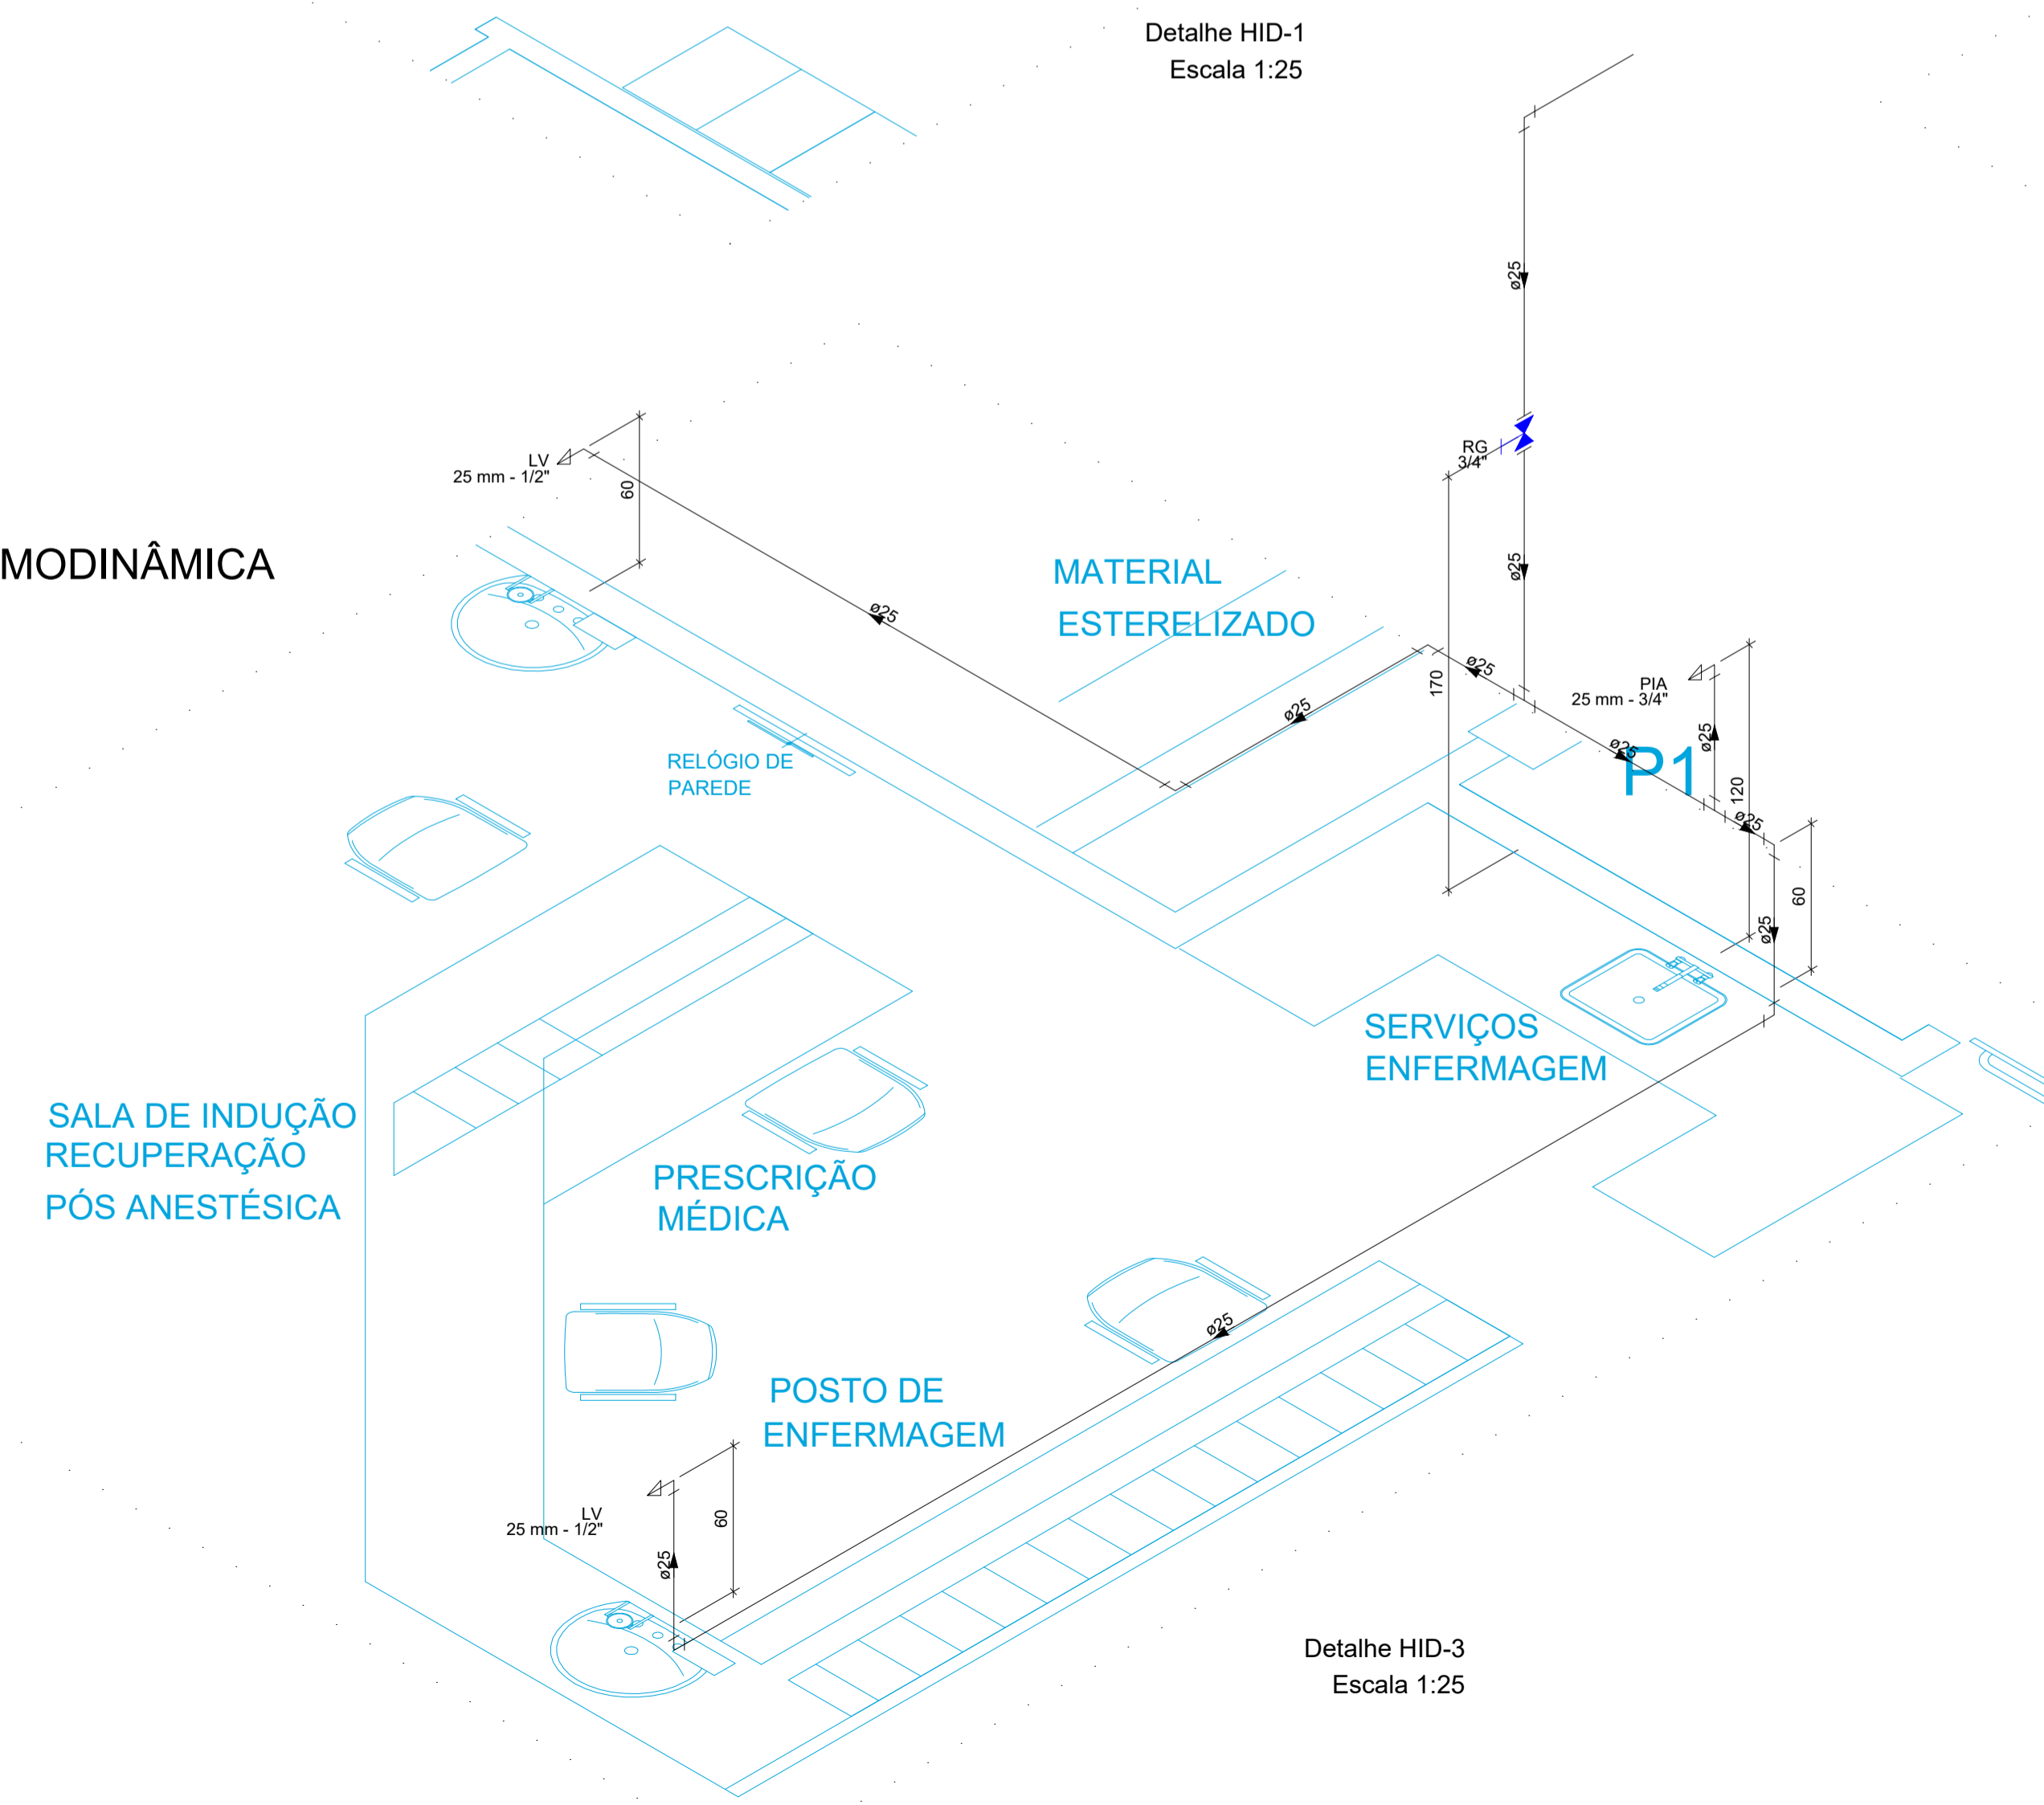 Detalhe HID-1
Escala 1:25
ø25
RG
3/4"
LV
25 mm - 1/2"
60
MODINÂMICA
MATERIAL
ESTERELIZADO
ø25
ø25
ø25
170
PIA
25 mm - 3/4"
ø25
ø25
ø25
P1
120
ø25
RELÓGIO DE
PAREDE
60
ø25
SERVIÇOS
ENFERMAGEM
SALA DE INDUÇÃO
RECUPERAÇÃO
PÓS ANESTÉSICA
PRESCRIÇÃO
MÉDICA
ø25
POSTO DE
ENFERMAGEM
LV
25 mm - 1/2"
60
ø25
Detalhe HID-3
Escala 1:25